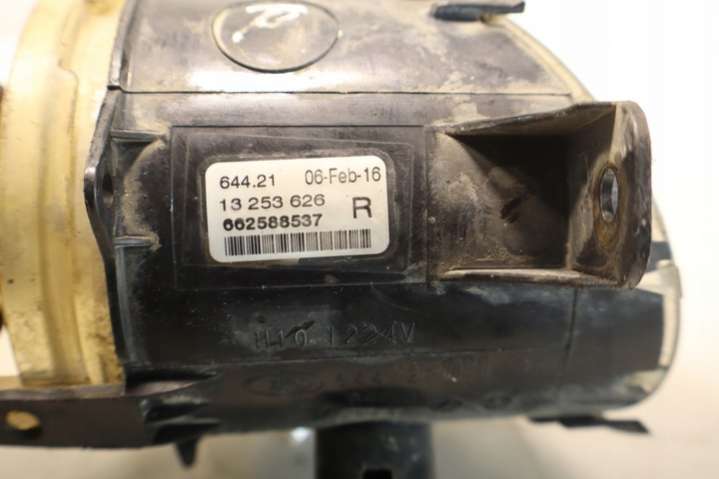 R
644.21 06-Feb-16
13 253 626 R
662588537
H10 12V